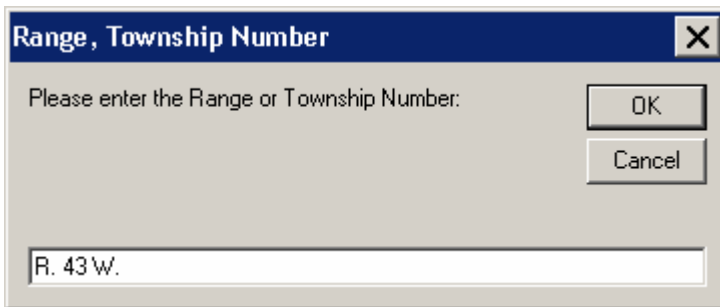 Range, Township Number
Please enter the Range or Township Number:
OK
Cancel
R. 43 W.